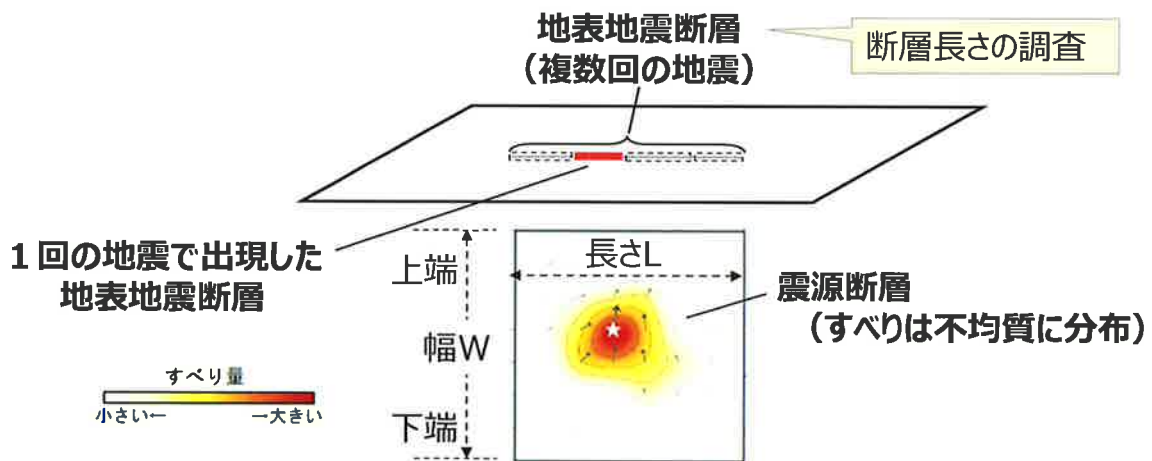 地表地震断層
（複数回の地震）
断層長さの調査
１回の地震で出現した
地表地震断層
上端
長さL
幅W
下端
震源断層
（すべりは不均質に分布）
すべり量
小さい←
→大きい